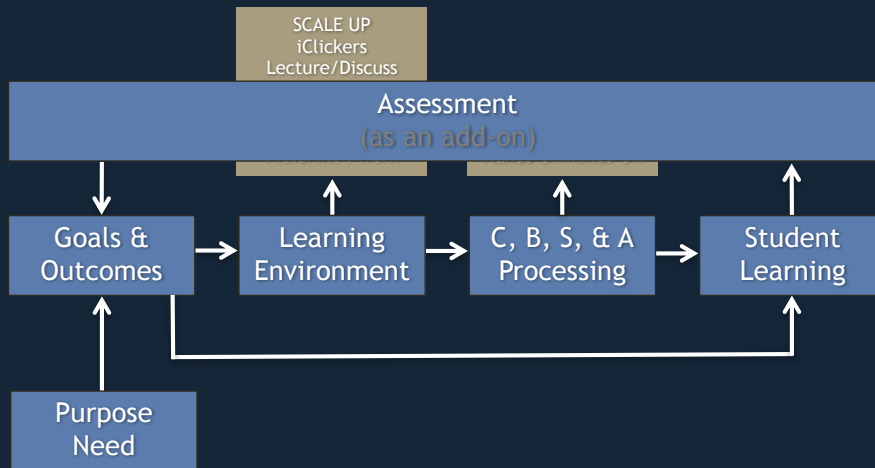 SCALE UP
iClickers
Lecture/Discuss
Assessment
(as an add-on)
Goals &
Outcomes
Learning
Environment
C, B, S, & A
Processing
Student
Learning
Purpose
Need